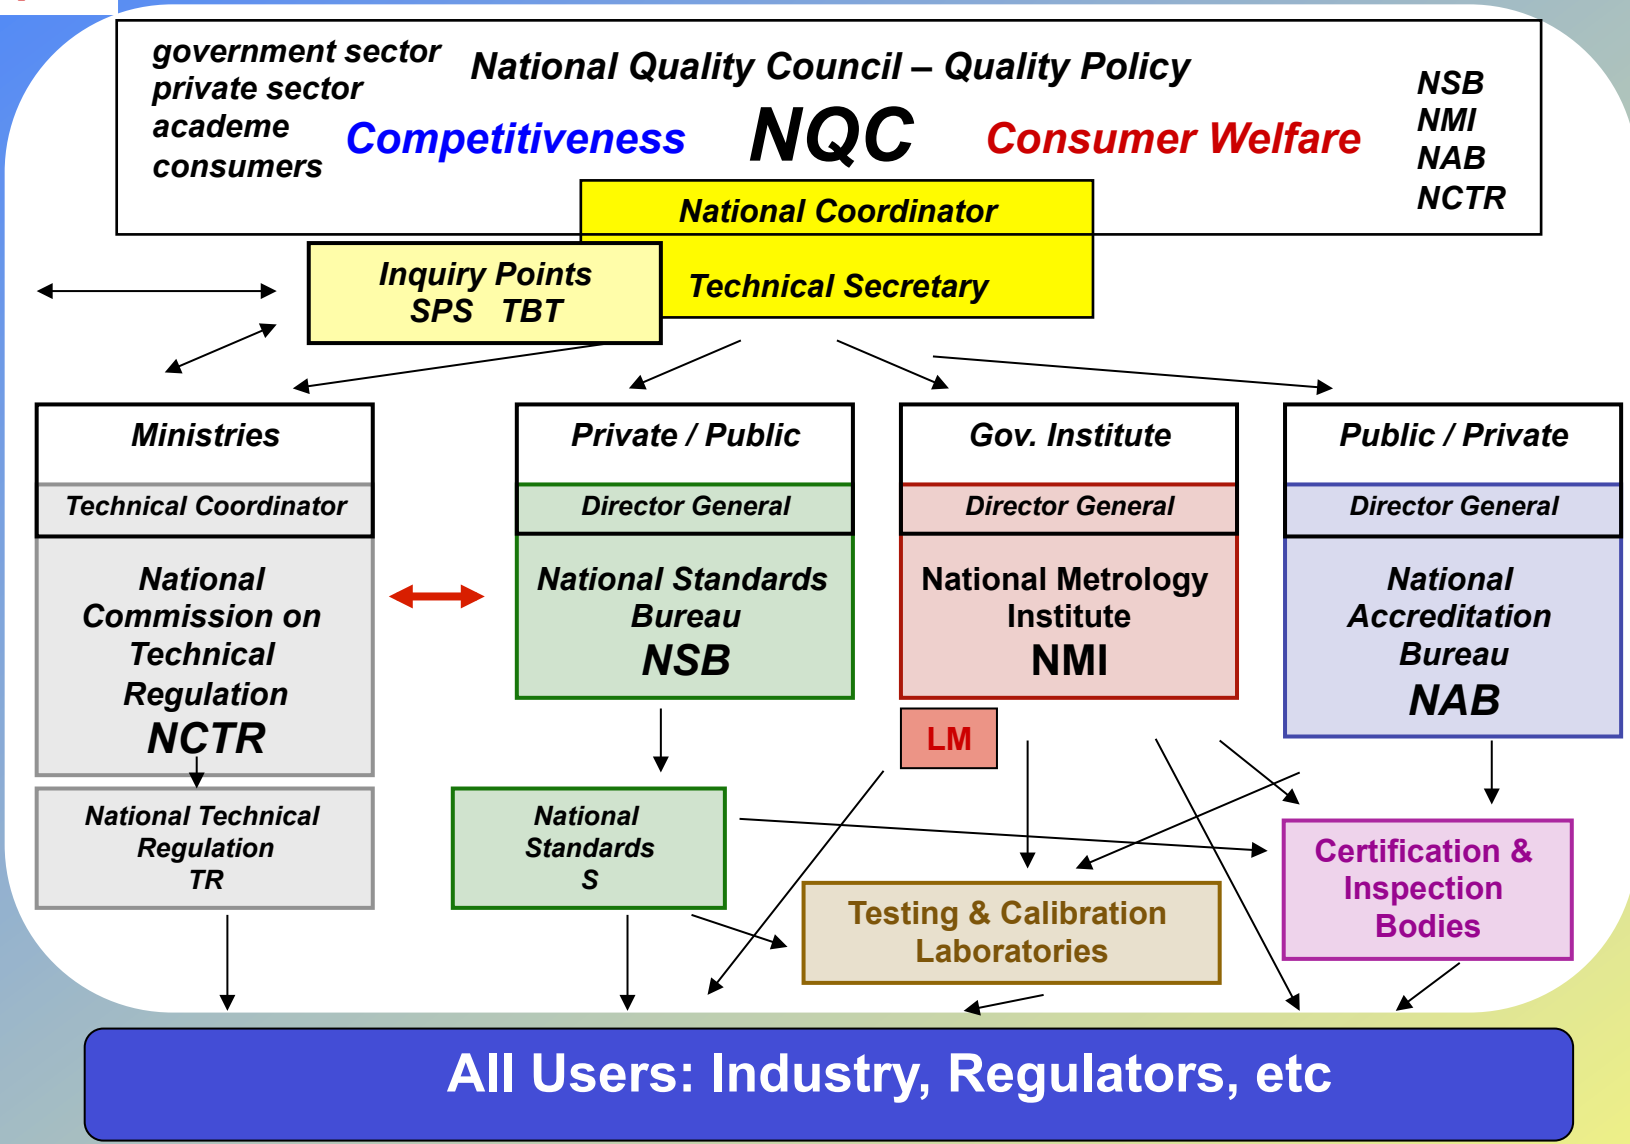 government sector
private sector
academe
consumers
National Quality Council – Quality Policy
Competitiveness NQC Consumer Welfare
NSB
NMI
NAB
NCTR
National Coordinator
Technical Secretary
Inquiry Points
SPS TBT
Ministries
Technical Coordinator
National
Commission on
Technical
Regulation
NCTR
National Technical
Regulation
TR
Private / Public
Director General
National Standards
Bureau
NSB
National
Standards
S
Gov. Institute
Director General
National Metrology
Institute
NMI
LM
Public / Private
Director General
National
Accreditation
Bureau
NAB
Testing & Calibration
Laboratories
Certification &
Inspection
Bodies
All Users: Industry, Regulators, etc